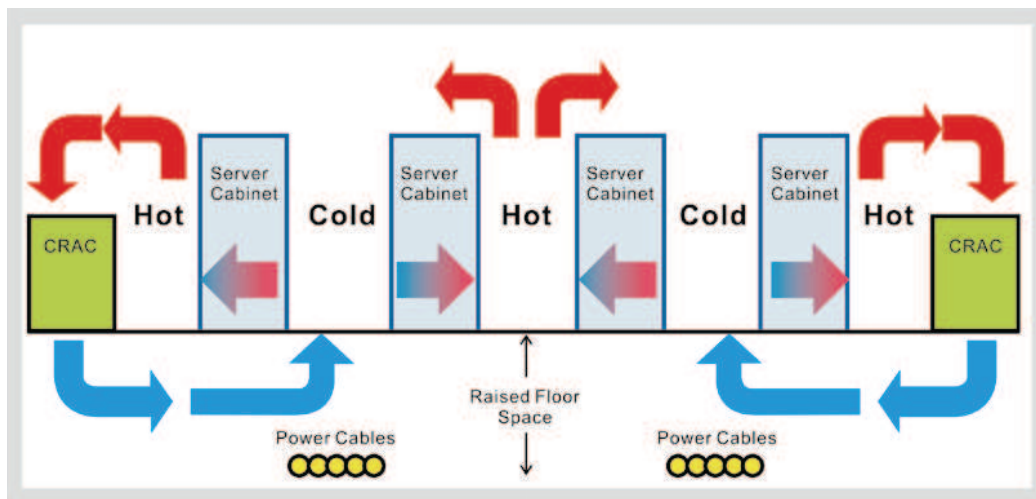 Server
Cabinet
Server
Cabinet
Server
Cabinet
Server
Cabinet
Hot
Cold
Hot
Cold
Hot
CRAC
CRAC
Raised Floor
Space
Power Cables
Power Cables